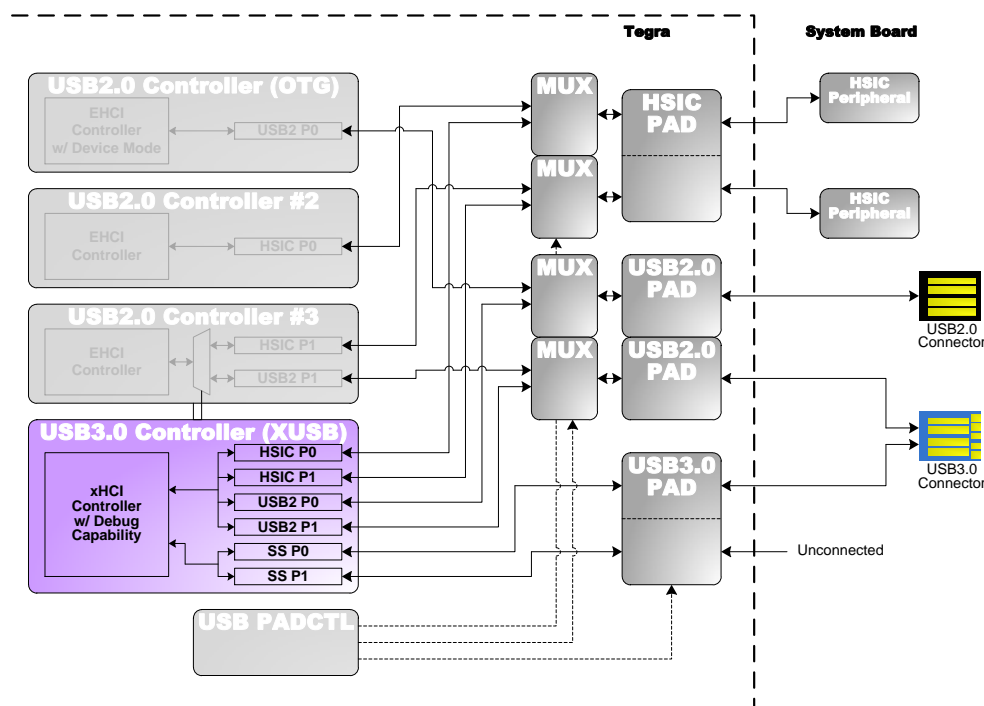 Tegra
System Board
USB2.0 Controller (OTG)
EHCI
Controller
w/ Device Mode
USB2 P0
MUX
HSIC
PAD
HSIC
Peripheral
MUX
USB2.0 Controller #2
EHCI
Controller
HSIC P0
HSIC
Peripheral
MUX
USB2.0
PAD
USB2.0
Connector
USB2.0 Controller #3
EHCI
Controller
HSIC P1
USB2 P1
MUX
USB2.0
PAD
USB3.0 Controller (XUSB)
xHCI
Controller
w/ Debug
Capability
HSIC P0
HSIC P1
USB2 P0
USB2 P1
SS P0
SS P1
USB3.0
PAD
USB3.0
Connector
Unconnected
USB PADCTL